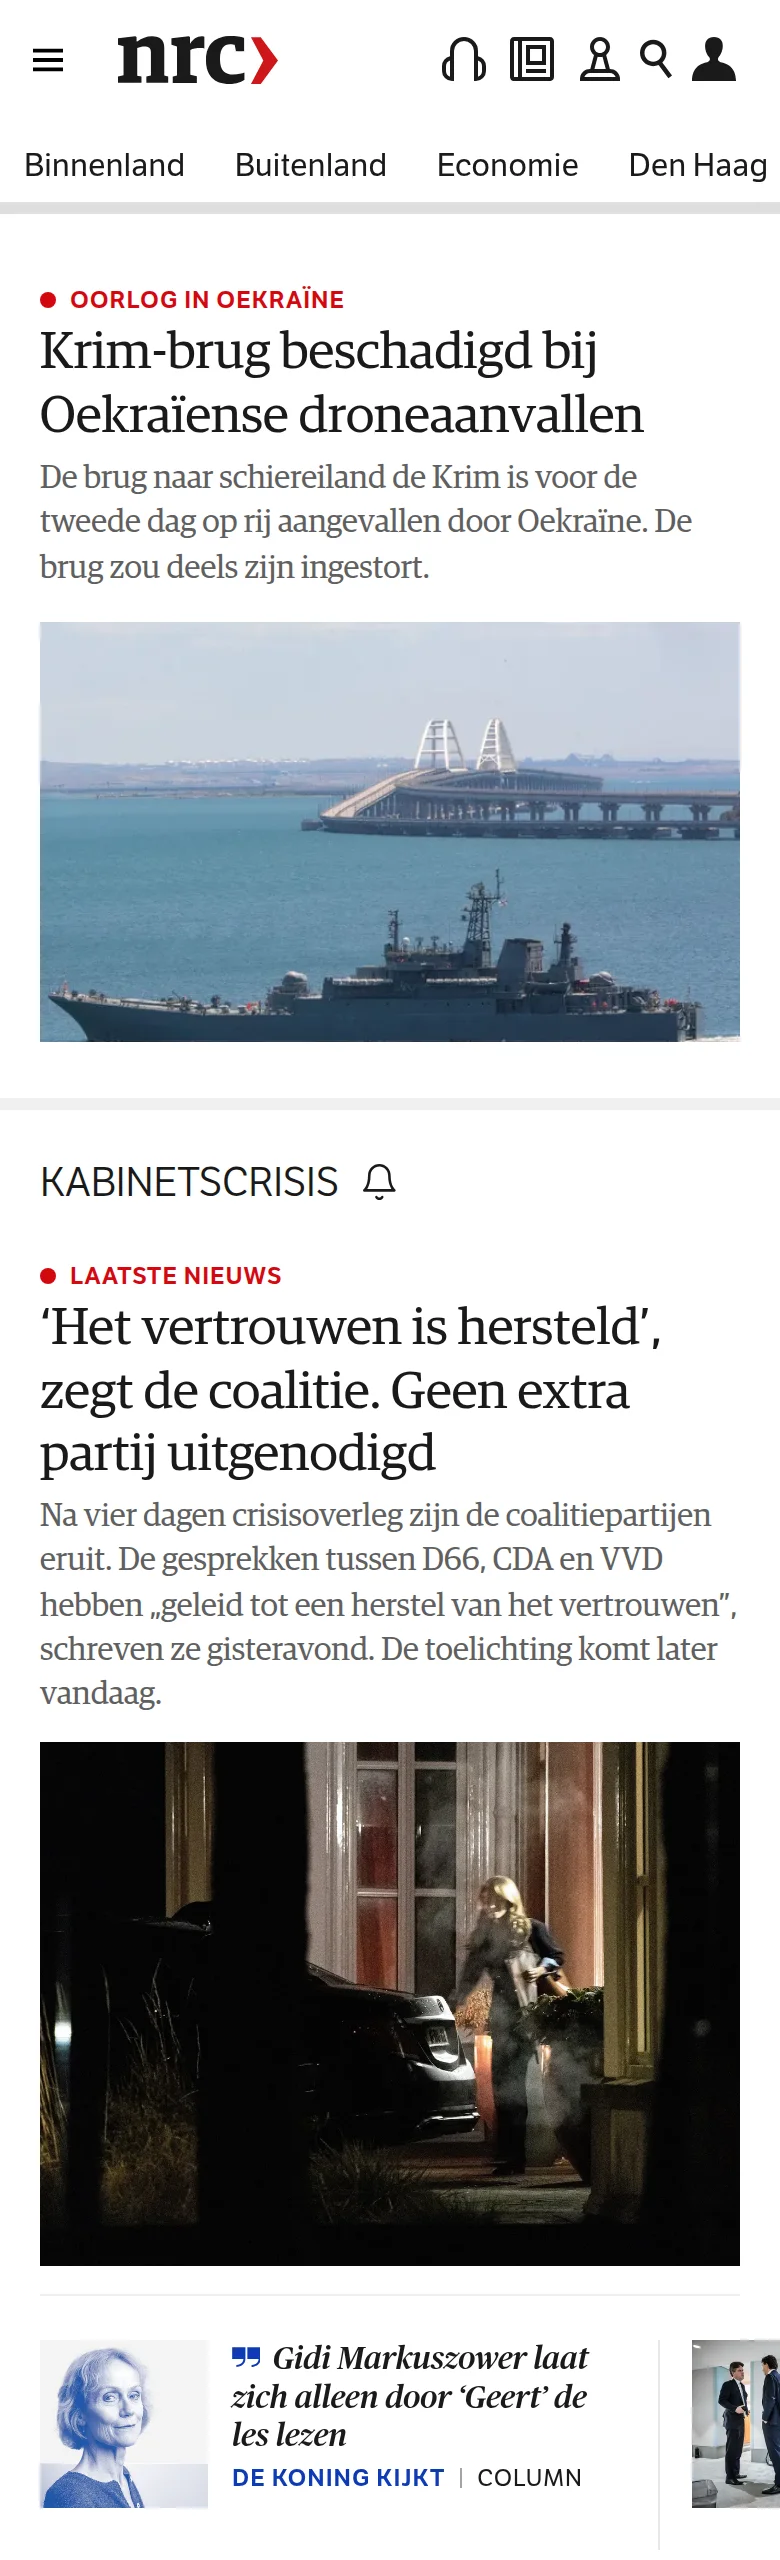 nrc
Binnenland Buitenland Economie Den Haag
OORLOG IN OEKRAÏNE
Krim-brug beschadigd bij
Oekraïense droneaanvallen
De brug naar schiereiland de Krim is voor de
tweede dag op rij aangevallen door Oekraïne. De
brug zou deels zijn ingestort.
KABINETSCRISIS
LAATSTE NIEUWS
‘Het vertrouwen is hersteld’,
zegt de coalitie. Geen extra
partij uitgenodigd
Na vier dagen crisisoverleg zijn de coalitiepartijen
eruit. De gesprekken tussen D66, CDA en VVD
hebben „geleid tot een herstel van het vertrouwen”,
schreven ze gisteravond. De toelichting komt later
vandaag.
Gidi Markuszower laat
zich alleen door ‘Geert’ de
les lezen
DE KONING KIJKT | COLUMN